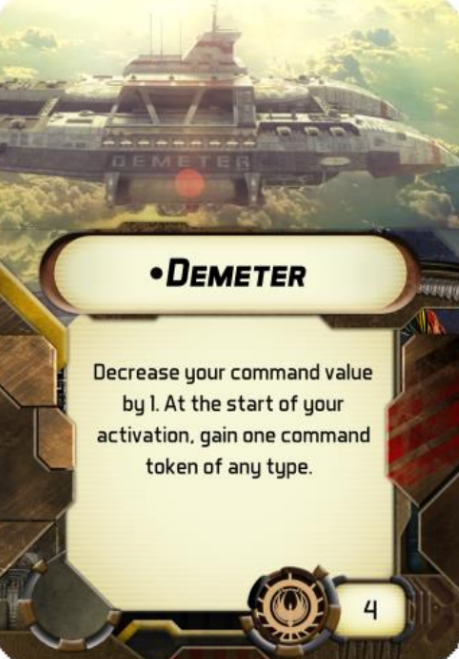 DEMETER
•DEMETER
Decrease your command value
by 1. At the start of your
activation, gain one command
token of any type.
4